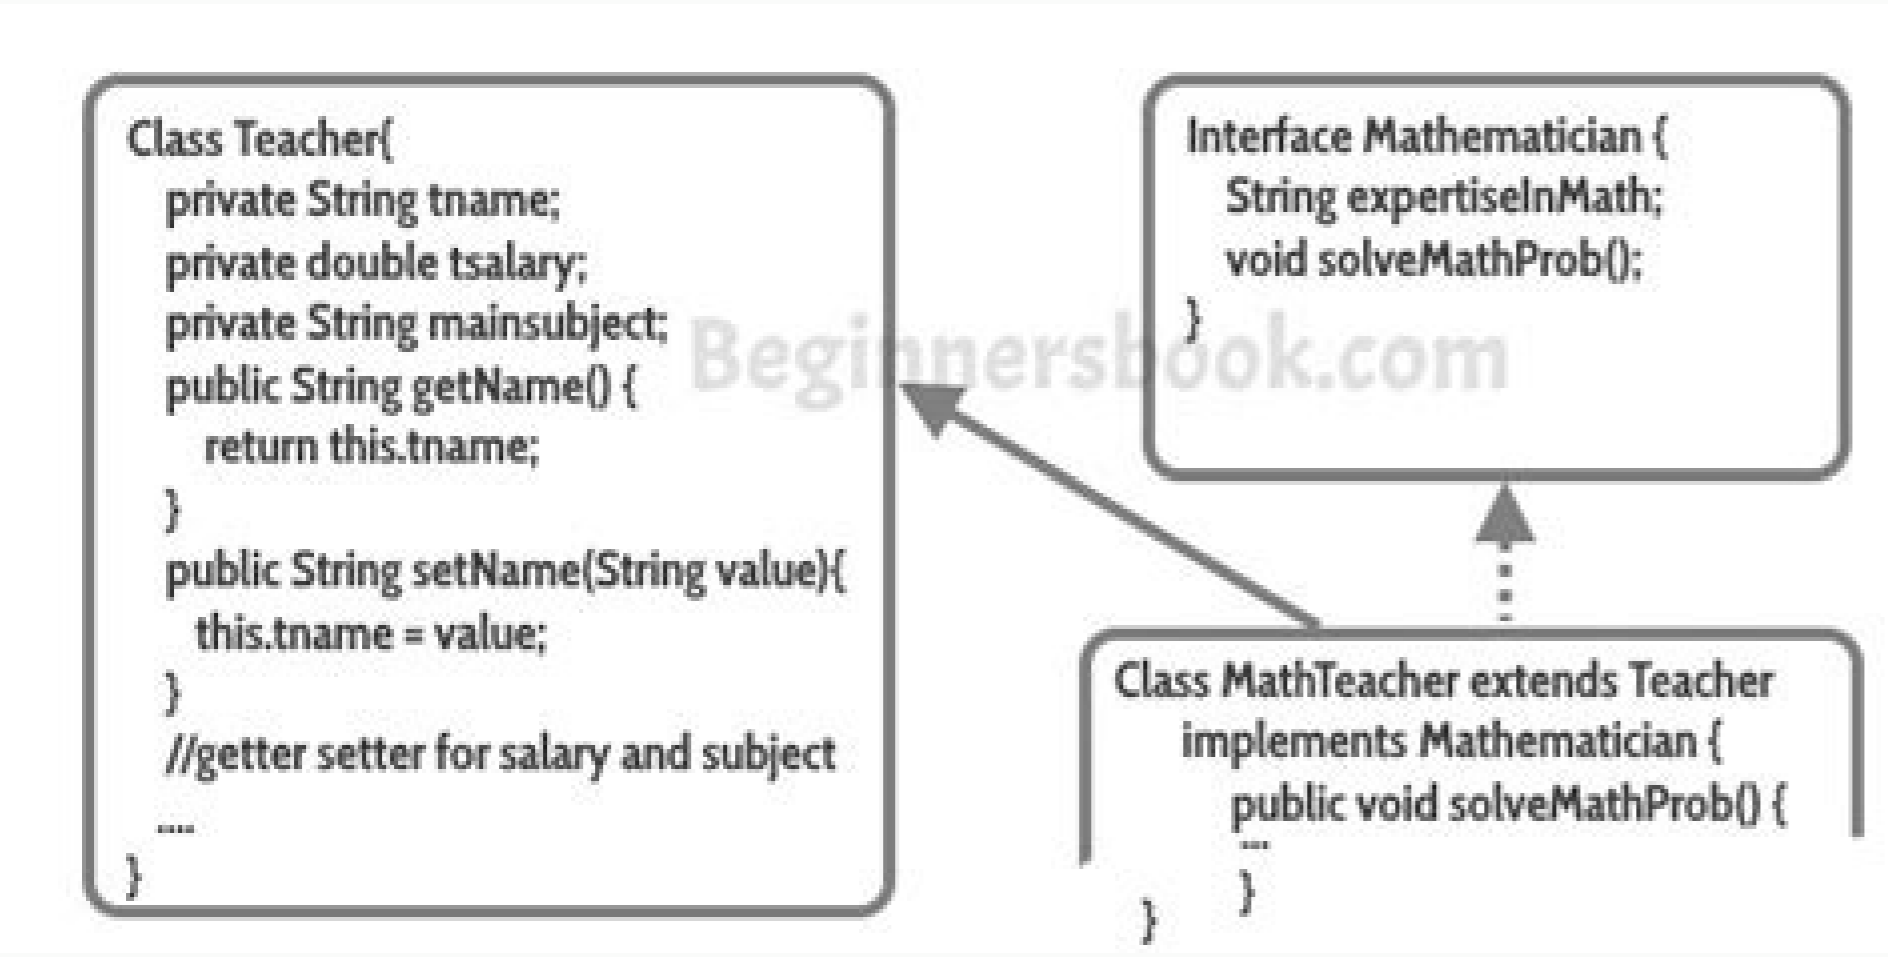 Class Teacher{
private String tname;
private double tsalary;
private String mainsubject;
public String getName() {
return this.tname;
}
public String setName(String value){
this.tname = value;
}
//getter setter for salary and subject
....
}
Interface Mathematician {
String expertiseInMath;
void solveMathProb();
}
Beginnersbook.com
Class MathTeacher extends Teacher
implements Mathematician {
public void solveMathProb() {
...
}
}